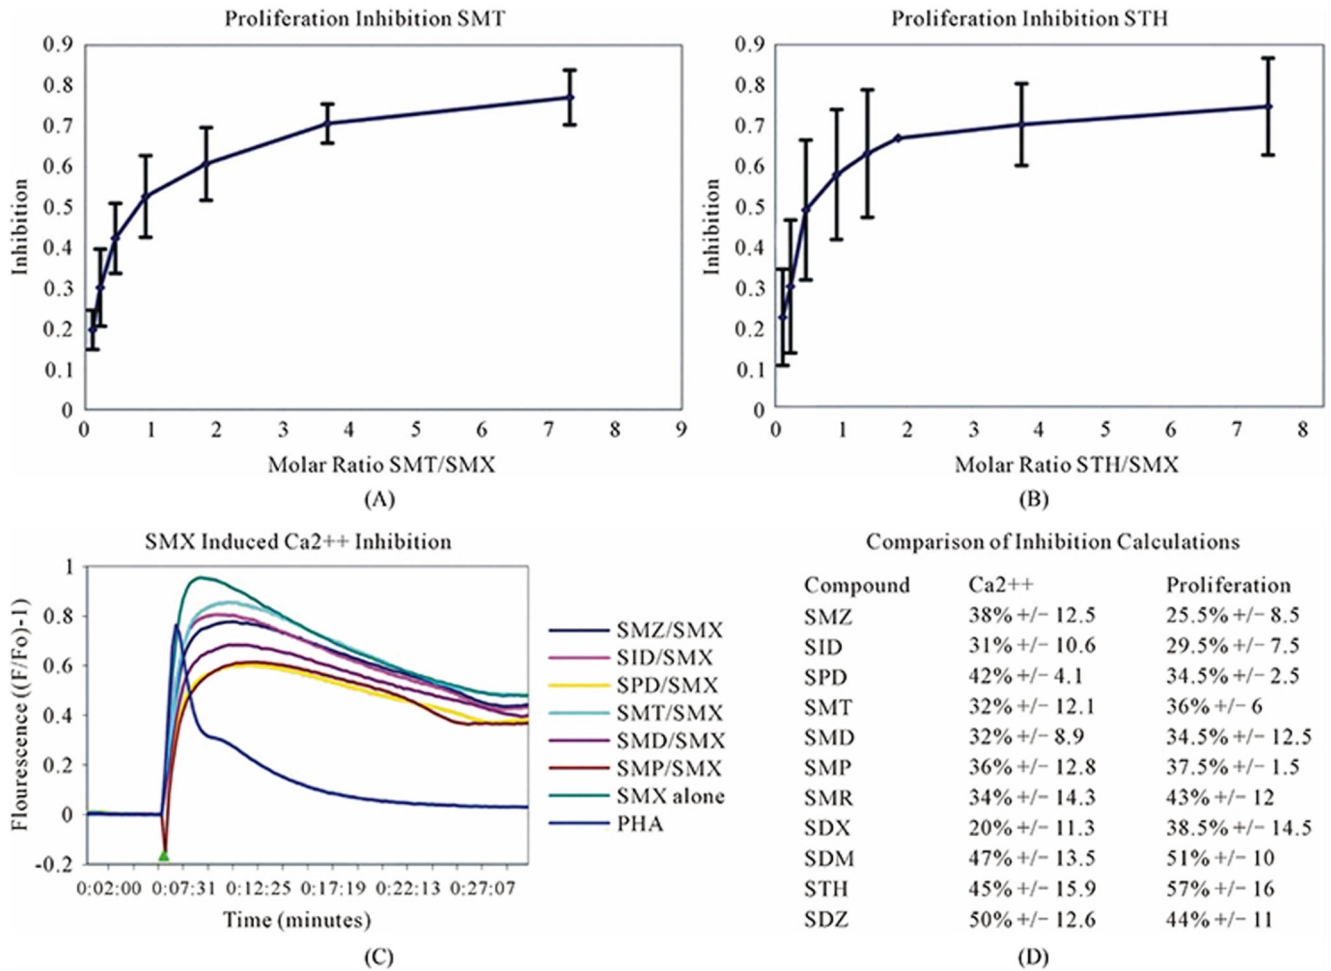 Proliferation Inhibition SMT
0.9
0.8
0.7
0.6
0.5
0.4
0.3
0.2
0.1
0
Inhibition
0 1 2 3 4 5 6 7 8 9
Molar Ratio SMT/SMX
(A)
Proliferation Inhibition STH
0.9
0.8
0.7
0.6
0.5
0.4
0.3
0.2
0.1
0
Inhibition
0 1 2 3 4 5 6 7 8
Molar Ratio STH/SMX
(B)
SMX Induced Ca2++ Inhibition
1
0.8
0.6
0.4
0.2
0
-0.2
Flourescence ((F/Fo)-1)
0:02:00 0:07:31 0:12:25 0:17:19 0:22:13 0:27:07
Time (minutes)
SMZ/SMX
SID/SMX
SPD/SMX
SMT/SMX
SMD/SMX
SMP/SMX
SMX alone
PHA
(C)
Comparison of Inhibition Calculations
Compound Ca2++ Proliferation
SMZ 38% +/− 12.5 25.5% +/− 8.5
SID 31% +/− 10.6 29.5% +/− 7.5
SPD 42% +/− 4.1 34.5% +/− 2.5
SMT 32% +/− 12.1 36% +/− 6
SMD 32% +/− 8.9 34.5% +/− 12.5
SMP 36% +/− 12.8 37.5% +/− 1.5
SMR 34% +/− 14.3 43% +/− 12
SDX 20% +/− 11.3 38.5% +/− 14.5
SDM 47% +/− 13.5 51% +/− 10
STH 45% +/− 15.9 57% +/− 16
SDZ 50% +/− 12.6 44% +/− 11
(D)